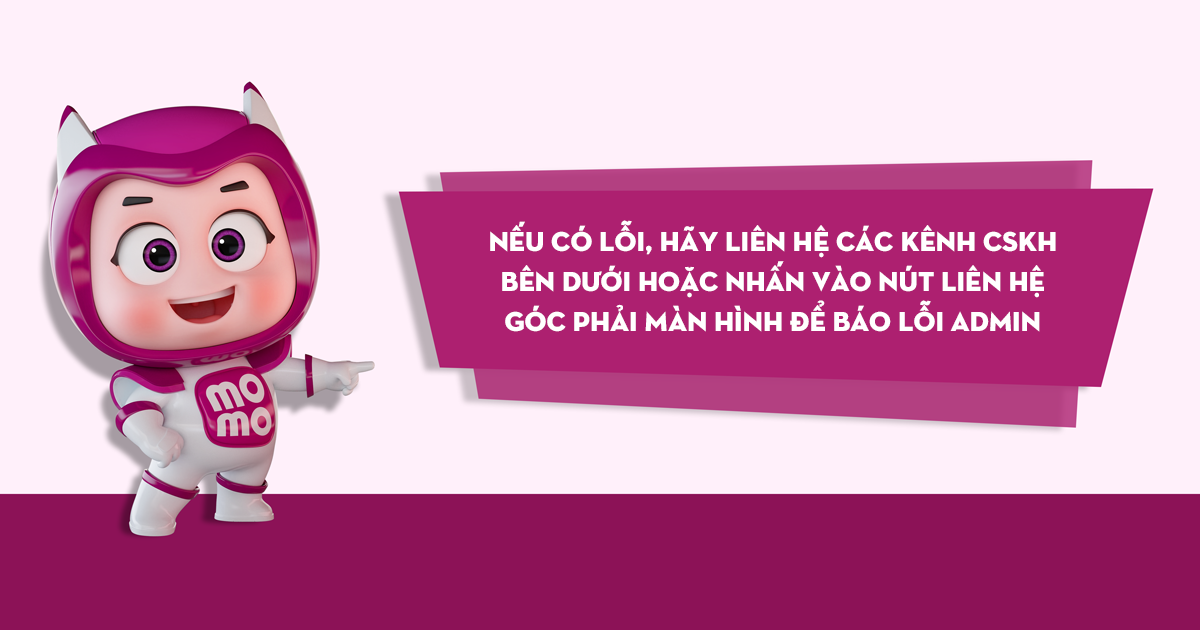 NẾU CÓ LỖI, HÃY LIÊN HỆ CÁC KÊNH CSKH
BÊN DƯỚI HOẶC NHẤN VÀO NÚT LIÊN HỆ
GÓC PHẢI MÀN HÌNH ĐỂ BÁO LỖI ADMIN
mo
mo